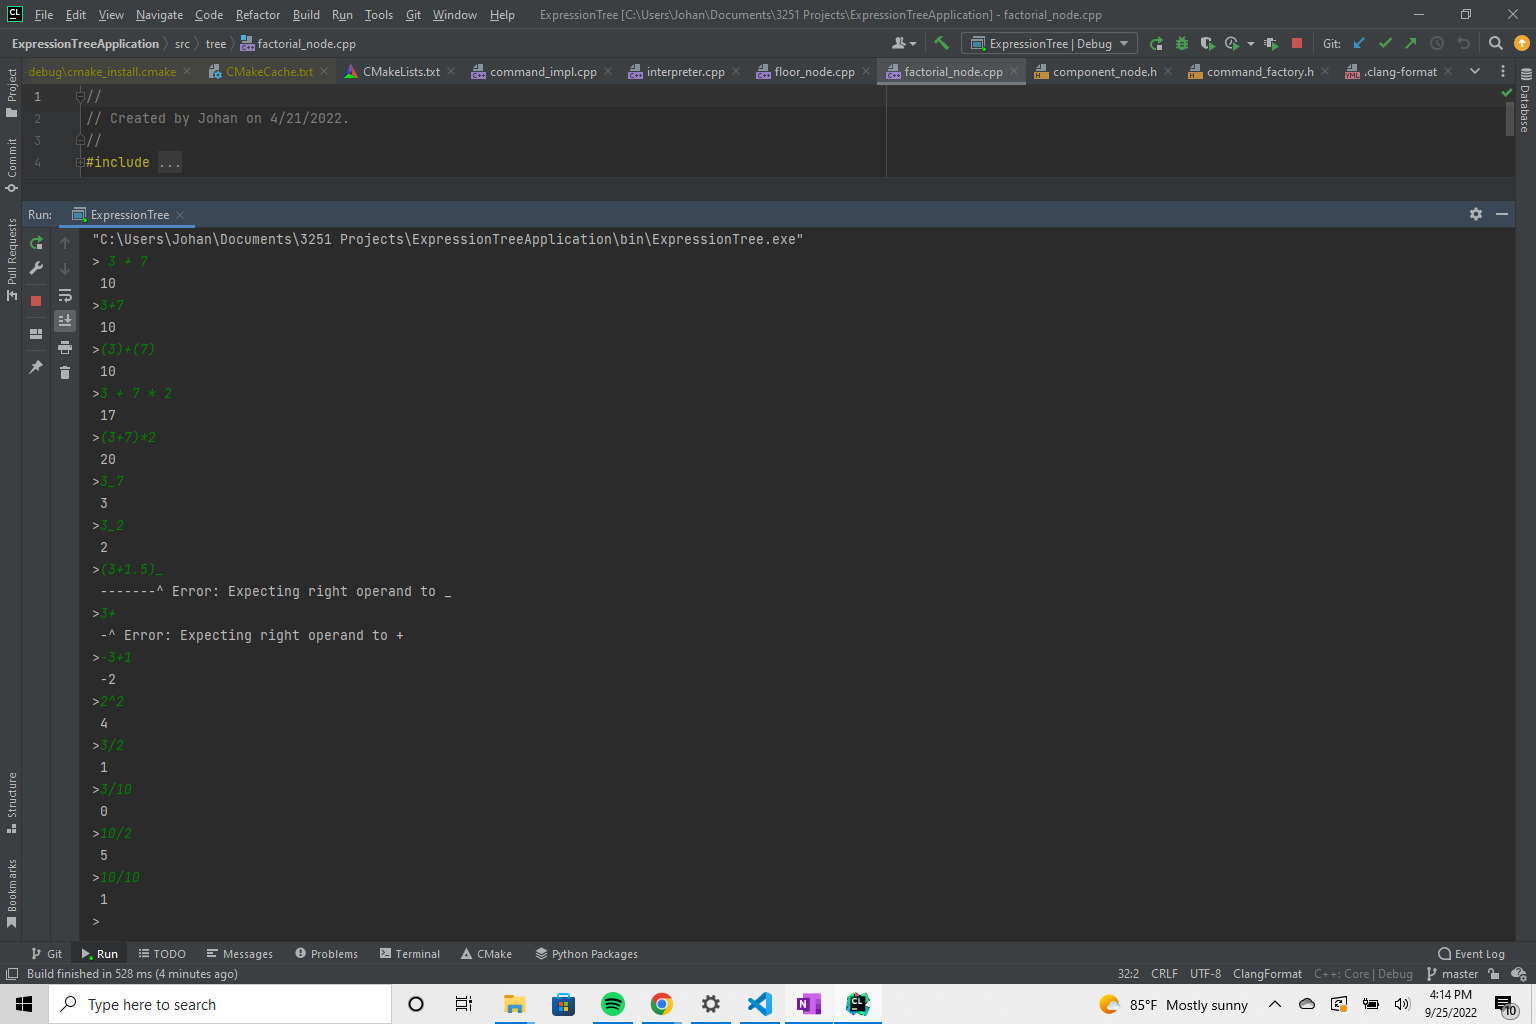 CL File Edit View Navigate Code Refactor Build Run Tools Git Window Help ExpressionTree [C:\Users\Johan\Documents\3251 Projects\ExpressionTreeApplication] - factorial_node.cpp
ExpressionTreeApplication src tree factorial_node.cpp ExpressionTree | Debug Git:
debug\cmake_install.cmake CMakeCache.txt CMakeLists.txt command_impl.cpp interpreter.cpp floor_node.cpp factorial_node.cpp component_node.h command_factory.h .clang-format
Project
Commit
Pull Requests
Structure
Bookmarks
Database
1 //
2 // Created by Johan on 4/21/2022.
3 //
4 #include ...
Run: ExpressionTree
"C:\Users\Johan\Documents\3251 Projects\ExpressionTreeApplication\bin\ExpressionTree.exe"
> 3 + 7
10
>3+7
10
>(3)+(7)
10
>3 + 7 * 2
17
>(3+7)*2
20
>3_7
3
>3_2
2
>(3+1.5)_
-------^ Error: Expecting right operand to _
>3+
-^ Error: Expecting right operand to +
>-3+1
-2
>2^2
4
>3/2
1
>3/10
0
>10/2
5
>10/10
1
>
Git Run TODO Messages Problems Terminal CMake Python Packages Event Log
Build finished in 528 ms (4 minutes ago) 32:2 CRLF UTF-8 ClangFormat C++: Core | Debug master
Type here to search 85°F Mostly sunny 4:14 PM
9/25/2022 10